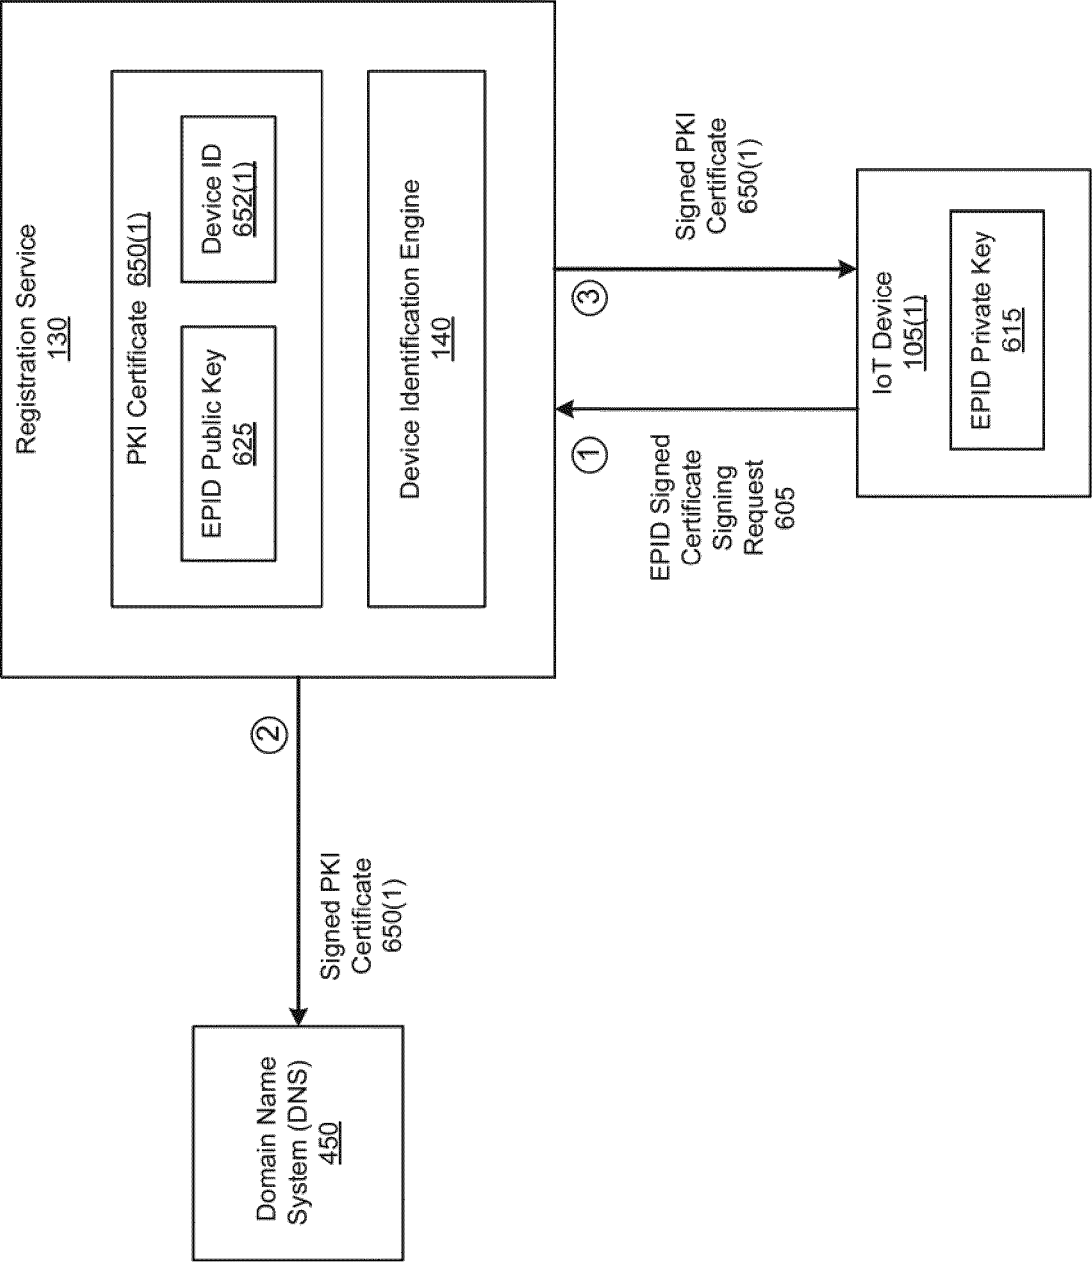 Registration Service
130
PKI Certificate 650(1)
EPID Public Key
625
Device ID
652(1)
Device Identification Engine
140
2
Signed PKI
Certificate
650(1)
Domain Name
System (DNS)
450
1
EPID Signed
Certificate
Signing
Request
605
3
Signed PKI
Certificate
650(1)
IoT Device
105(1)
EPID Private Key
615